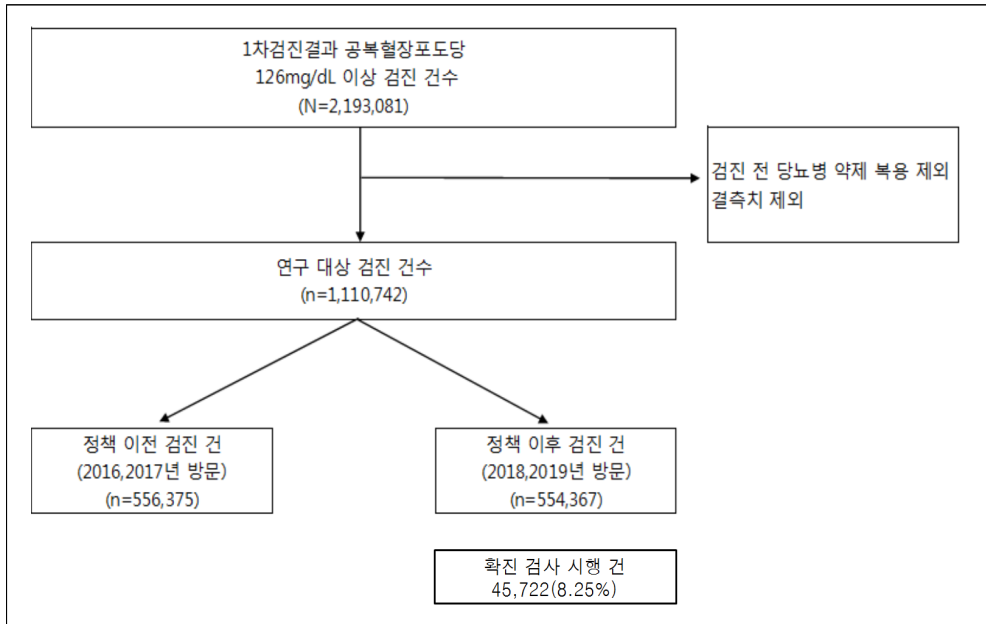 1차검진결과 공복혈장포도당
126mg/dL 이상 검진 건수
(N=2,193,081)
검진 전 당뇨병 약제 복용 제외
결측치 제외
연구 대상 검진 건수
(n=1,110,742)
정책 이전 검진 건
(2016,2017년 방문)
(n=556,375)
정책 이후 검진 건
(2018,2019년 방문)
(n=554,367)
확진 검사 시행 건
45,722(8.25%)